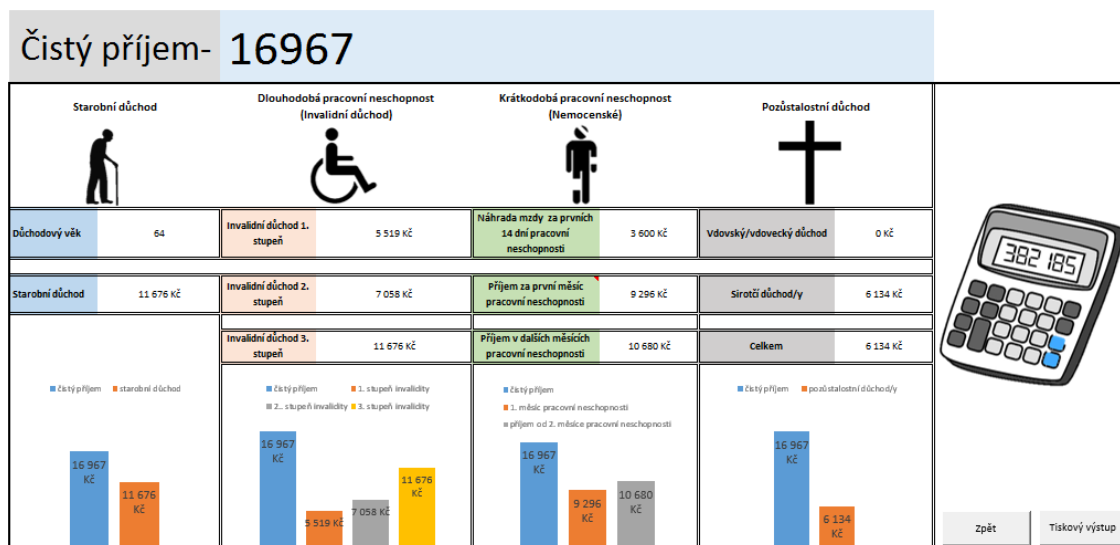 Čistý příjem- 16967
Starobní důchod
Dlouhodobá pracovní neschopnost
(Invalidní důchod)
Krátkodobá pracovní neschopnost
(Nemocenské)
Pozůstalostní důchod
Důchodový věk 64
Invalidní důchod 1.
stupeň
5 519 Kč
Náhrada mzdy za prvních
14 dní pracovní
neschopnosti
3 600 Kč
Vdovský/vdovecký důchod 0 Kč
Starobní důchod 11 676 Kč
Invalidní důchod 2.
stupeň
7 058 Kč
Příjem za první měsíc
pracovní neschopnosti
9 296 Kč
Sirotčí důchod/y 6 134 Kč
Invalidní důchod 3.
stupeň
11 676 Kč
Příjem v dalších měsících
pracovní neschopnosti
10 680 Kč
Celkem 6 134 Kč
382185
čistý příjem starobní důchod
16 967
Kč
11 676
Kč
čistý příjem 1. stupeň invalidity
2.. stupeň invalidity 3. stupeň invalidity
16 967
Kč
5 519 Kč
7 058 Kč
11 676
Kč
čistý příjem
1. měsíc pracovní neschopnosti
příjem od 2. měsíce pracovní neschopnosti
16 967
Kč
9 296
Kč
10 680
Kč
čistý příjem pozůstalostní důchod/y
16 967
Kč
6 134
Kč
Zpět
Tiskový výstup